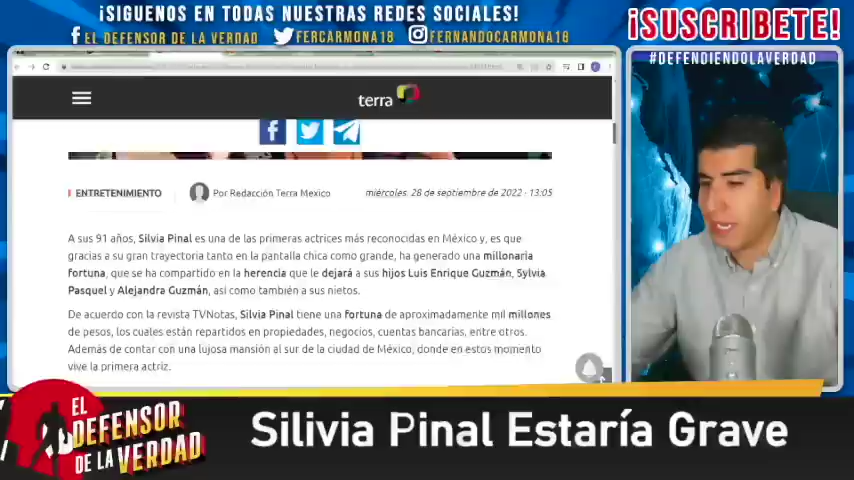 ¡SIGUENOS EN TODAS NUESTRAS REDES SOCIALES!
EL DEFENSOR DE LA VERDAD FERCARMONA18 FERNANDOCARMONA18
¡SUSCRIBETE!
#DEFENDIENDOLAVERDAD
terra
ENTRETENIMIENTO Por Redacción Terra Mexico miércoles, 28 de septiembre de 2022 - 13:05
A sus 91 años, Silvia Pinal es una de las primeras actrices más reconocidas en México y, es que
gracias a su gran trayectoria tanto en la pantalla chica como grande, ha generado una millonaria
fortuna, que se ha compartido en la herencia que le dejará a sus hijos Luis Enrique Guzmán, Sylvia
Pasquel y Alejandra Guzmán, así como también a sus nietos.
De acuerdo con la revista TVNotas, Silvia Pinal tiene una fortuna de aproximadamente mil millones
de pesos, los cuales están repartidos en propiedades, negocios, cuentas bancarias, entre otros.
Además de contar con una lujosa mansión al sur de la ciudad de México, donde en estos momento
vive la primera actriz.
EL
DEFENSOR
DE LA VERDAD
Silivia Pinal Estaría Grave